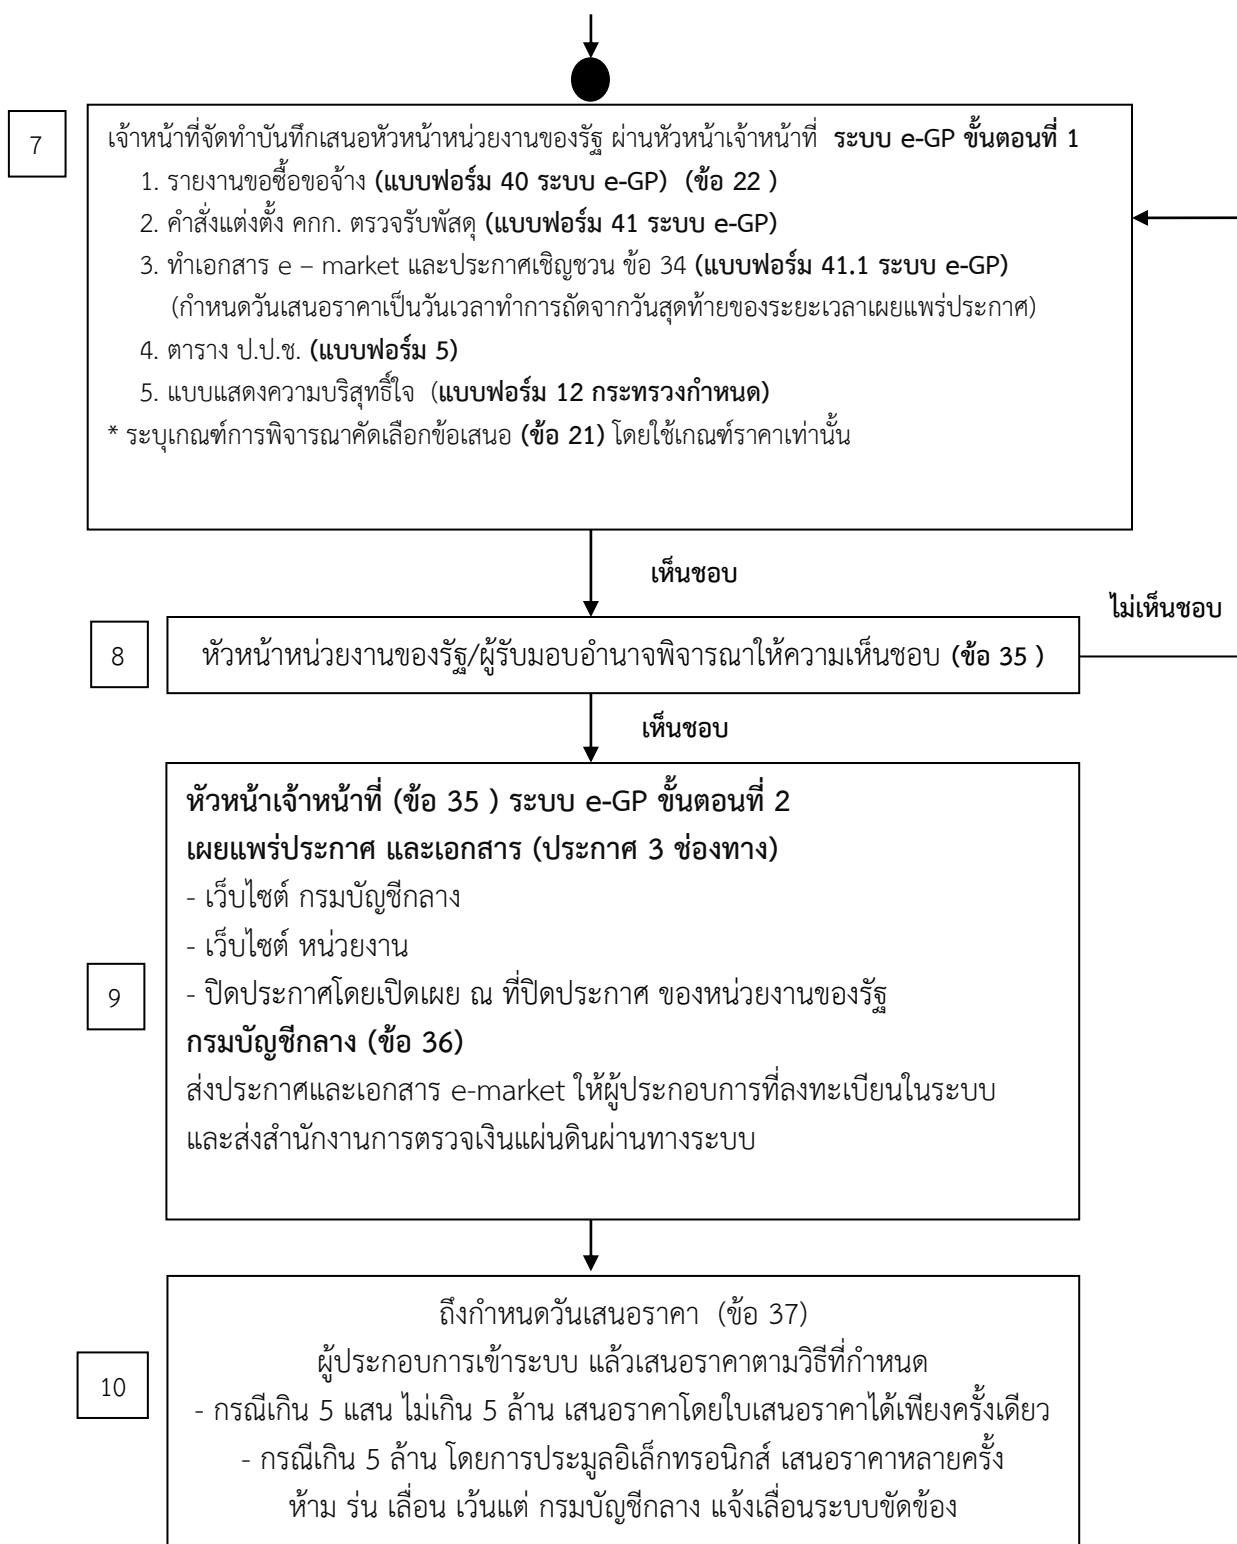 7
เจ้าหน้าที่จัดทำบันทึกเสนอหัวหน้าหน่วยงานของรัฐ ผ่านหัวหน้าเจ้าหน้าที่ ระบบ e-GP ขั้นตอนที่ 1
1. รายงานขอซื้อขอจ้าง (แบบฟอร์ม 40 ระบบ e-GP) (ข้อ 22 )
2. คำสั่งแต่งตั้ง คกก. ตรวจรับพัสดุ (แบบฟอร์ม 41 ระบบ e-GP)
3. ทำเอกสาร e – market และประกาศเชิญชวน ข้อ 34 (แบบฟอร์ม 41.1 ระบบ e-GP)
(กำหนดวันเสนอราคาเป็นวันเวลาทำการถัดจากวันสุดท้ายของระยะเวลาเผยแพร่ประกาศ)
4. ตาราง ป.ป.ช. (แบบฟอร์ม 5)
5. แบบแสดงความบริสุทธิ์ใจ (แบบฟอร์ม 12 กระทรวงกำหนด)
* ระบุเกณฑ์การพิจารณาคัดเลือกข้อเสนอ (ข้อ 21) โดยใช้เกณฑ์ราคาเท่านั้น
เห็นชอบ
ไม่เห็นชอบ
8
หัวหน้าหน่วยงานของรัฐ/ผู้รับมอบอำนาจพิจารณาให้ความเห็นชอบ (ข้อ 35 )
เห็นชอบ
9
หัวหน้าเจ้าหน้าที่ (ข้อ 35 ) ระบบ e-GP ขั้นตอนที่ 2
เผยแพร่ประกาศ และเอกสาร (ประกาศ 3 ช่องทาง)
- เว็บไซต์ กรมบัญชีกลาง
- เว็บไซต์ หน่วยงาน
- ปิดประกาศโดยเปิดเผย ณ ที่ปิดประกาศ ของหน่วยงานของรัฐ
กรมบัญชีกลาง (ข้อ 36)
ส่งประกาศและเอกสาร e-market ให้ผู้ประกอบการที่ลงทะเบียนในระบบ
และส่งสำนักงานการตรวจเงินแผ่นดินผ่านทางระบบ
10
ถึงกำหนดวันเสนอราคา (ข้อ 37)
ผู้ประกอบการเข้าระบบ แล้วเสนอราคาตามวิธีที่กำหนด
- กรณีเกิน 5 แสน ไม่เกิน 5 ล้าน เสนอราคาโดยใบเสนอราคาได้เพียงครั้งเดียว
- กรณีเกิน 5 ล้าน โดยการประมูลอิเล็กทรอนิกส์ เสนอราคาหลายครั้ง
ห้าม ร่น เลื่อน เว้นแต่ กรมบัญชีกลาง แจ้งเลื่อนระบบขัดข้อง